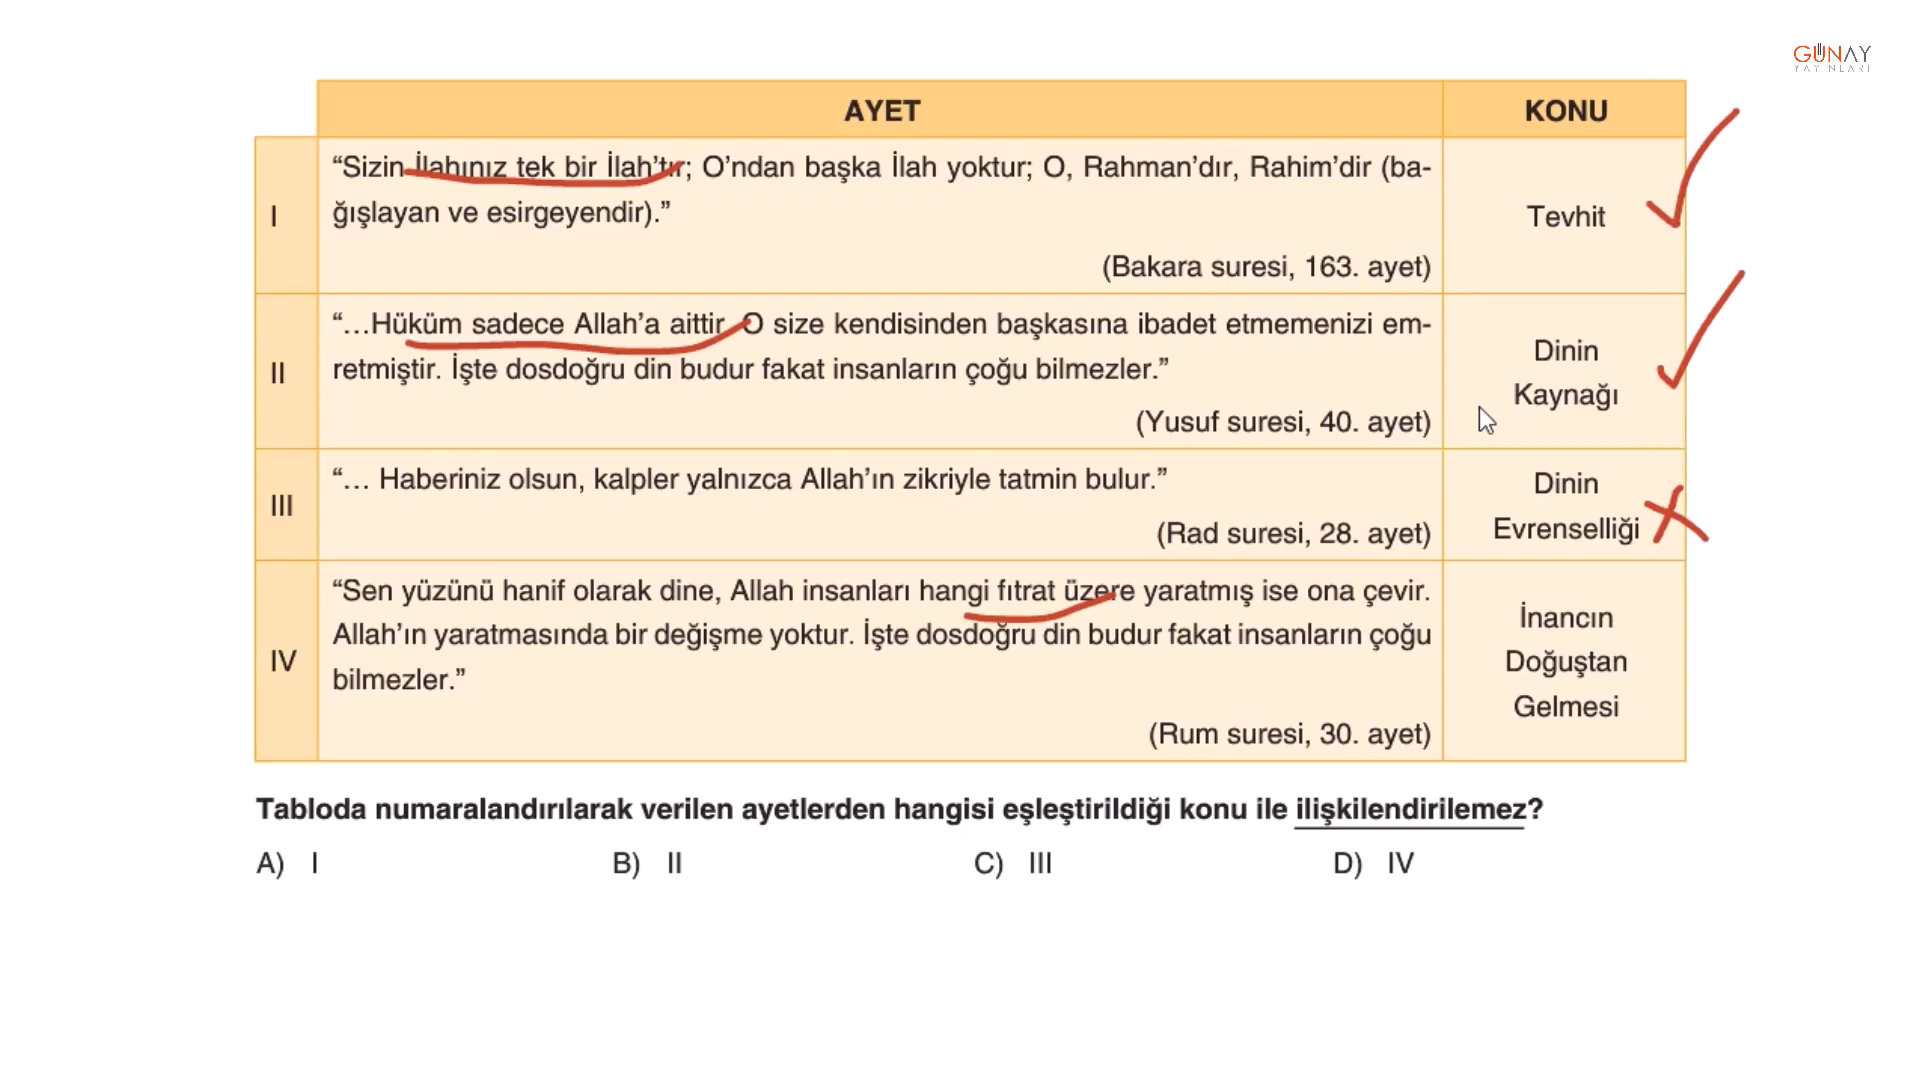 GÜNAY
YAYINLARI
AYET
KONU
I
“Sizin İlahınız tek bir İlah’tır; O’ndan başka İlah yoktur; O, Rahman’dır, Rahim’dir (ba-
ğışlayan ve esirgeyendir).”
(Bakara suresi, 163. ayet)
Tevhit
II
“…Hüküm sadece Allah’a aittir. O size kendisinden başkasına ibadet etmemenizi em-
retmiştir. İşte dosdoğru din budur fakat insanların çoğu bilmezler.”
(Yusuf suresi, 40. ayet)
Dinin
Kaynağı
III
“… Haberiniz olsun, kalpler yalnızca Allah’ın zikriyle tatmin bulur.”
(Rad suresi, 28. ayet)
Dinin
Evrenselliği
IV
“Sen yüzünü hanif olarak dine, Allah insanları hangi fıtrat üzere yaratmış ise ona çevir.
Allah’ın yaratmasında bir değişme yoktur. İşte dosdoğru din budur fakat insanların çoğu
bilmezler.”
(Rum suresi, 30. ayet)
İnancın
Doğuştan
Gelmesi
Tabloda numaralandırılarak verilen ayetlerden hangisi eşleştirildiği konu ile ilişkilendirilemez?
A) I
B) II
C) III
D) IV